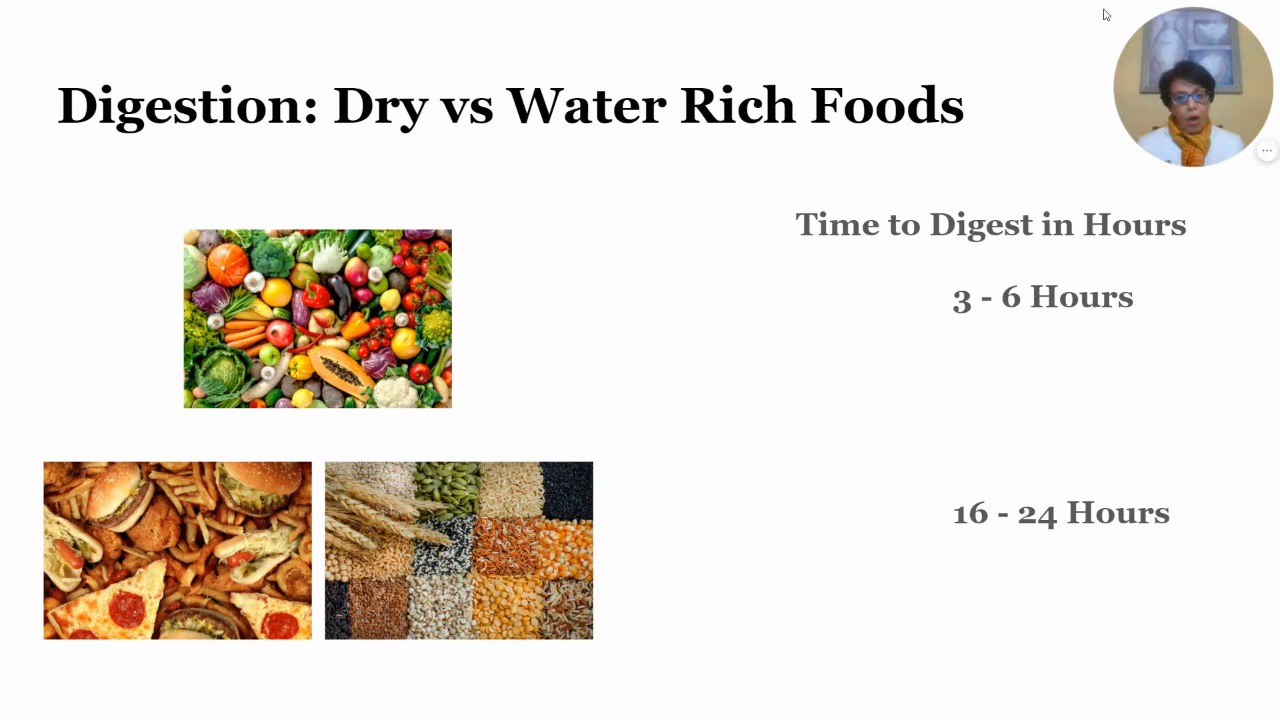 Digestion: Dry vs Water Rich Foods
Time to Digest in Hours
3 - 6 Hours
16 - 24 Hours